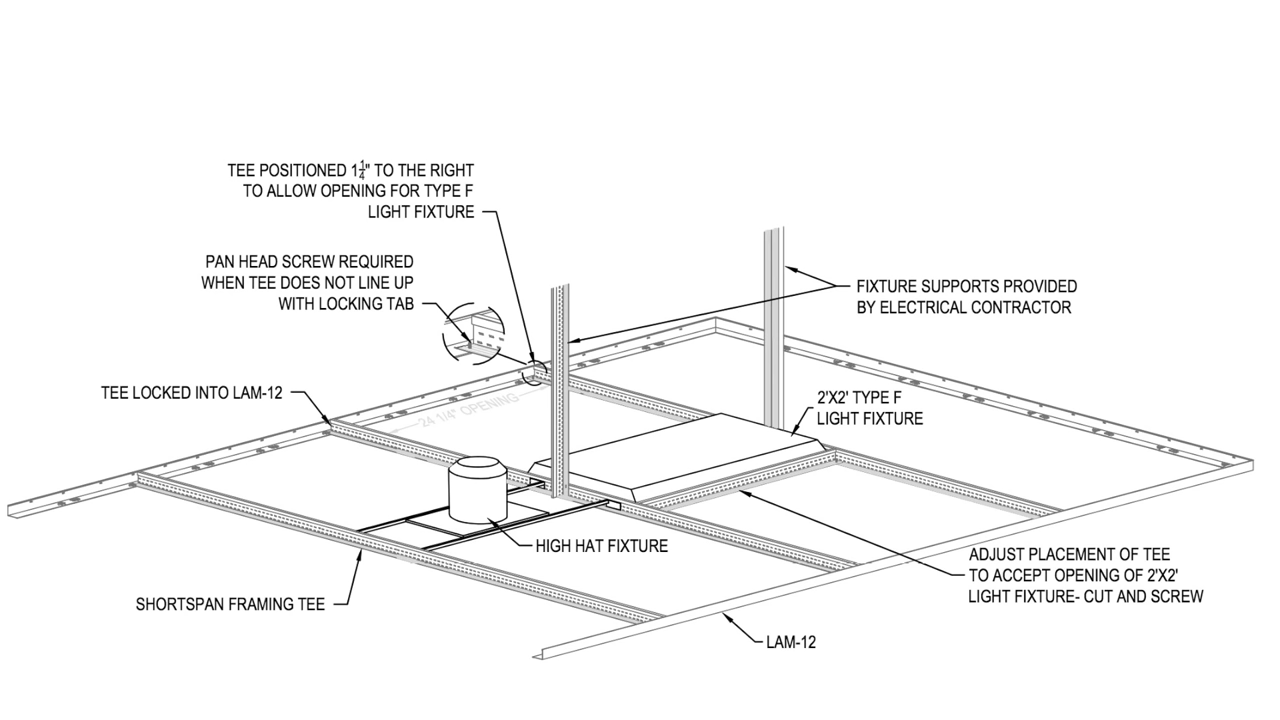 TEE POSITIONED 1 1/4" TO THE RIGHT
TO ALLOW OPENING FOR TYPE F
LIGHT FIXTURE
PAN HEAD SCREW REQUIRED
WHEN TEE DOES NOT LINE UP
WITH LOCKING TAB
FIXTURE SUPPORTS PROVIDED
BY ELECTRICAL CONTRACTOR
TEE LOCKED INTO LAM-12
24 1/4" OPENING
2'X2' TYPE F
LIGHT FIXTURE
HIGH HAT FIXTURE
ADJUST PLACEMENT OF TEE
TO ACCEPT OPENING OF 2'X2'
LIGHT FIXTURE- CUT AND SCREW
SHORTSPAN FRAMING TEE
LAM-12